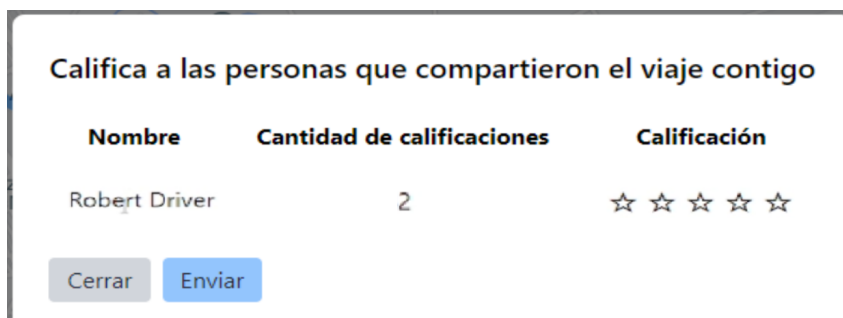 Califica a las personas que compartieron el viaje contigo
Nombre Cantidad de calificaciones Calificación
Robert Driver 2 ☆ ☆ ☆ ☆ ☆
Cerrar Enviar